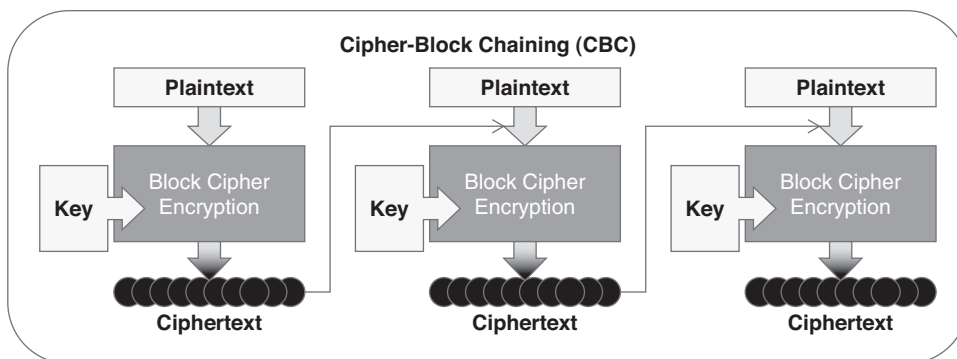 Cipher-Block Chaining (CBC)
Plaintext
Plaintext
Plaintext
Key
Block Cipher
Encryption
Key
Block Cipher
Encryption
Key
Block Cipher
Encryption
Ciphertext
Ciphertext
Ciphertext